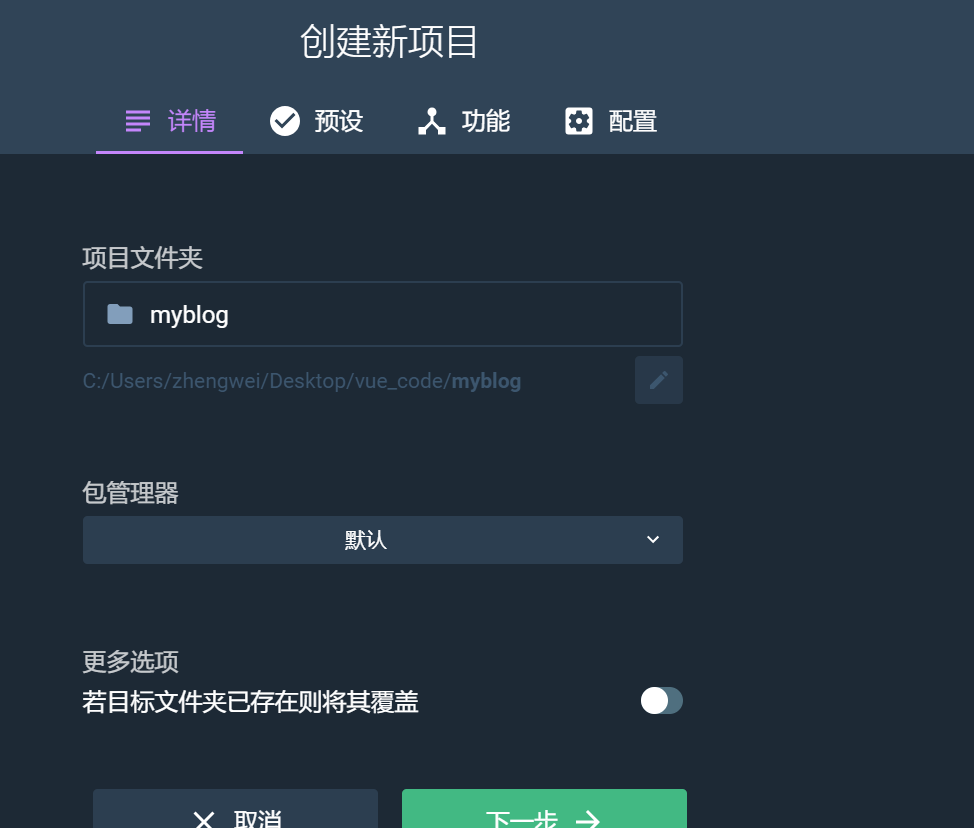 创建新项目
详情 预设 功能 配置
项目文件夹
myblog
C:/Users/zhengwei/Desktop/vue_code/myblog
包管理器
默认
更多选项
若目标文件夹已存在则将其覆盖
取消 下一步